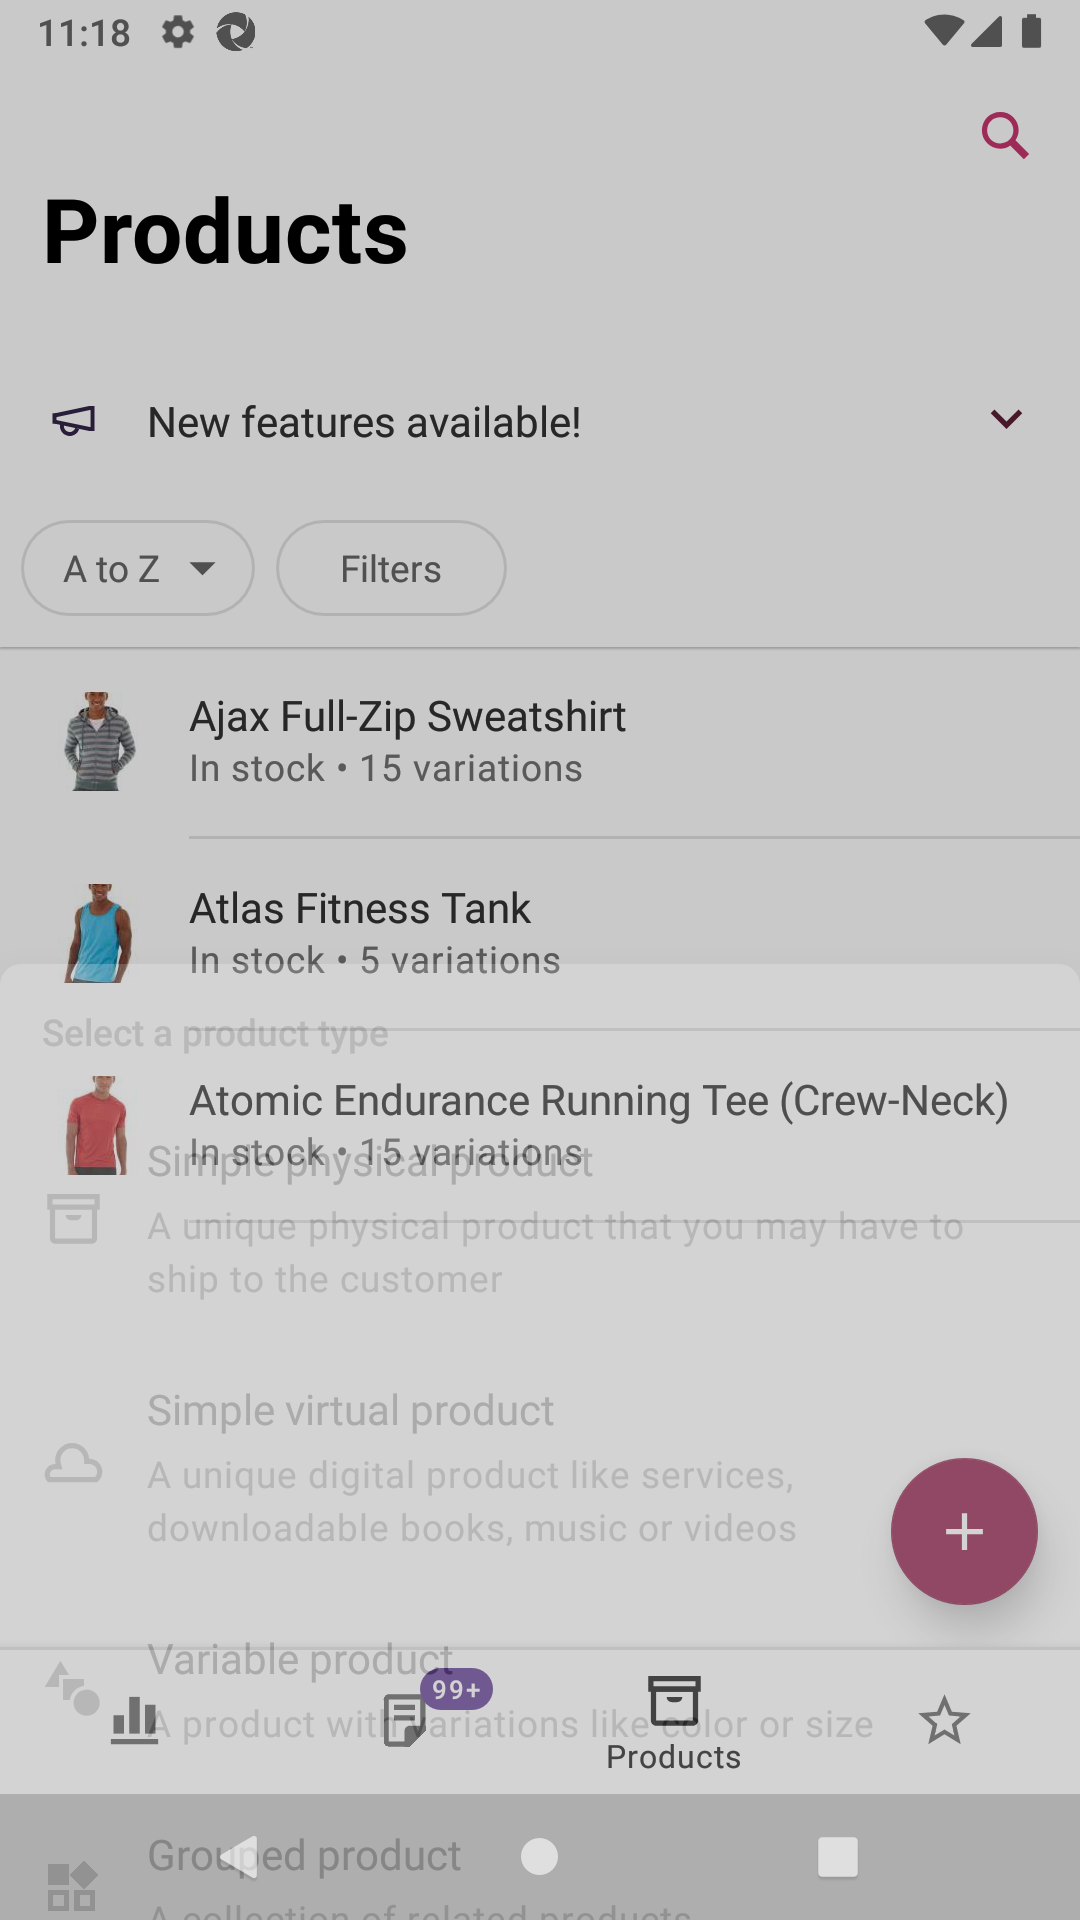 11:18
Products
New features available!
A to Z
Filters
Ajax Full-Zip Sweatshirt
In stock • 15 variations
Atlas Fitness Tank
In stock • 5 variations
Select a product type
Atomic Endurance Running Tee (Crew-Neck)
In stock • 15 variations
Simple physical product
A unique physical product that you may have to
ship to the customer
Simple virtual product
A unique digital product like services,
downloadable books, music or videos
Variable product
99+
A product with variations like color or size
Products
Grouped product
A collection of related products